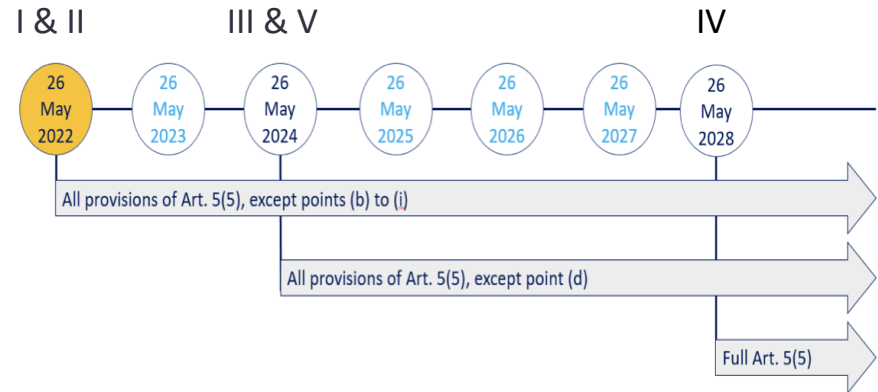 I & II
III & V
IV
26
May
2022
26
May
2023
26
May
2024
26
May
2025
26
May
2026
26
May
2027
26
May
2028
All provisions of Art. 5(5), except points (b) to (i)
All provisions of Art. 5(5), except point (d)
Full Art. 5(5)